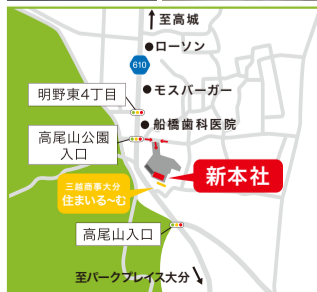 至高城
ローソン
610
モスバーガー
明野東4丁目
船橋歯科医院
高尾山公園
入口
新本社
三越商事大分
住まいる～む
高尾山入口
至パークプレイス大分